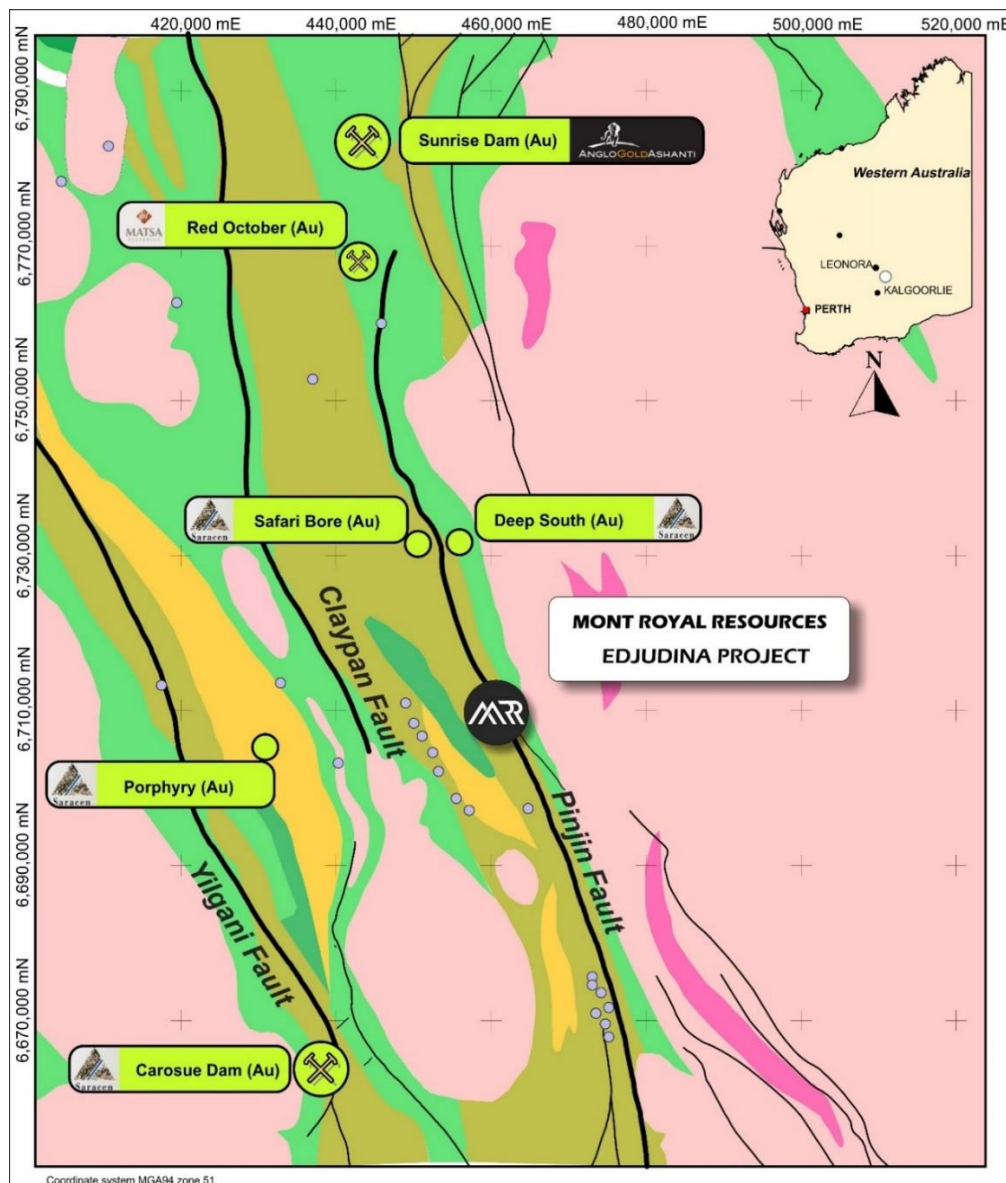 420,000 mE
440,000 mE
460,000 mE
480,000 mE
500,000 mE
520,000 mE
6,790,000 mN
6,770,000 mN
6,750,000 mN
6,730,000 mN
6,710,000 mN
6,690,000 mN
6,670,000 mN
Sunrise Dam (Au)
ANGLOGOLDASHANTI
MATSA
RESOURCES
Red October (Au)
Western Australia
LEONORA
KALGOORLIE
PERTH
N
Saracen
Safari Bore (Au)
Deep South (Au)
Saracen
Claypan Fault
MONT ROYAL RESOURCES
EDJUDINA PROJECT
MRR
Saracen
Porphyry (Au)
Pinjin Fault
Yilgani Fault
Saracen
Carosue Dam (Au)
Coordinate system MGA94 zone 51